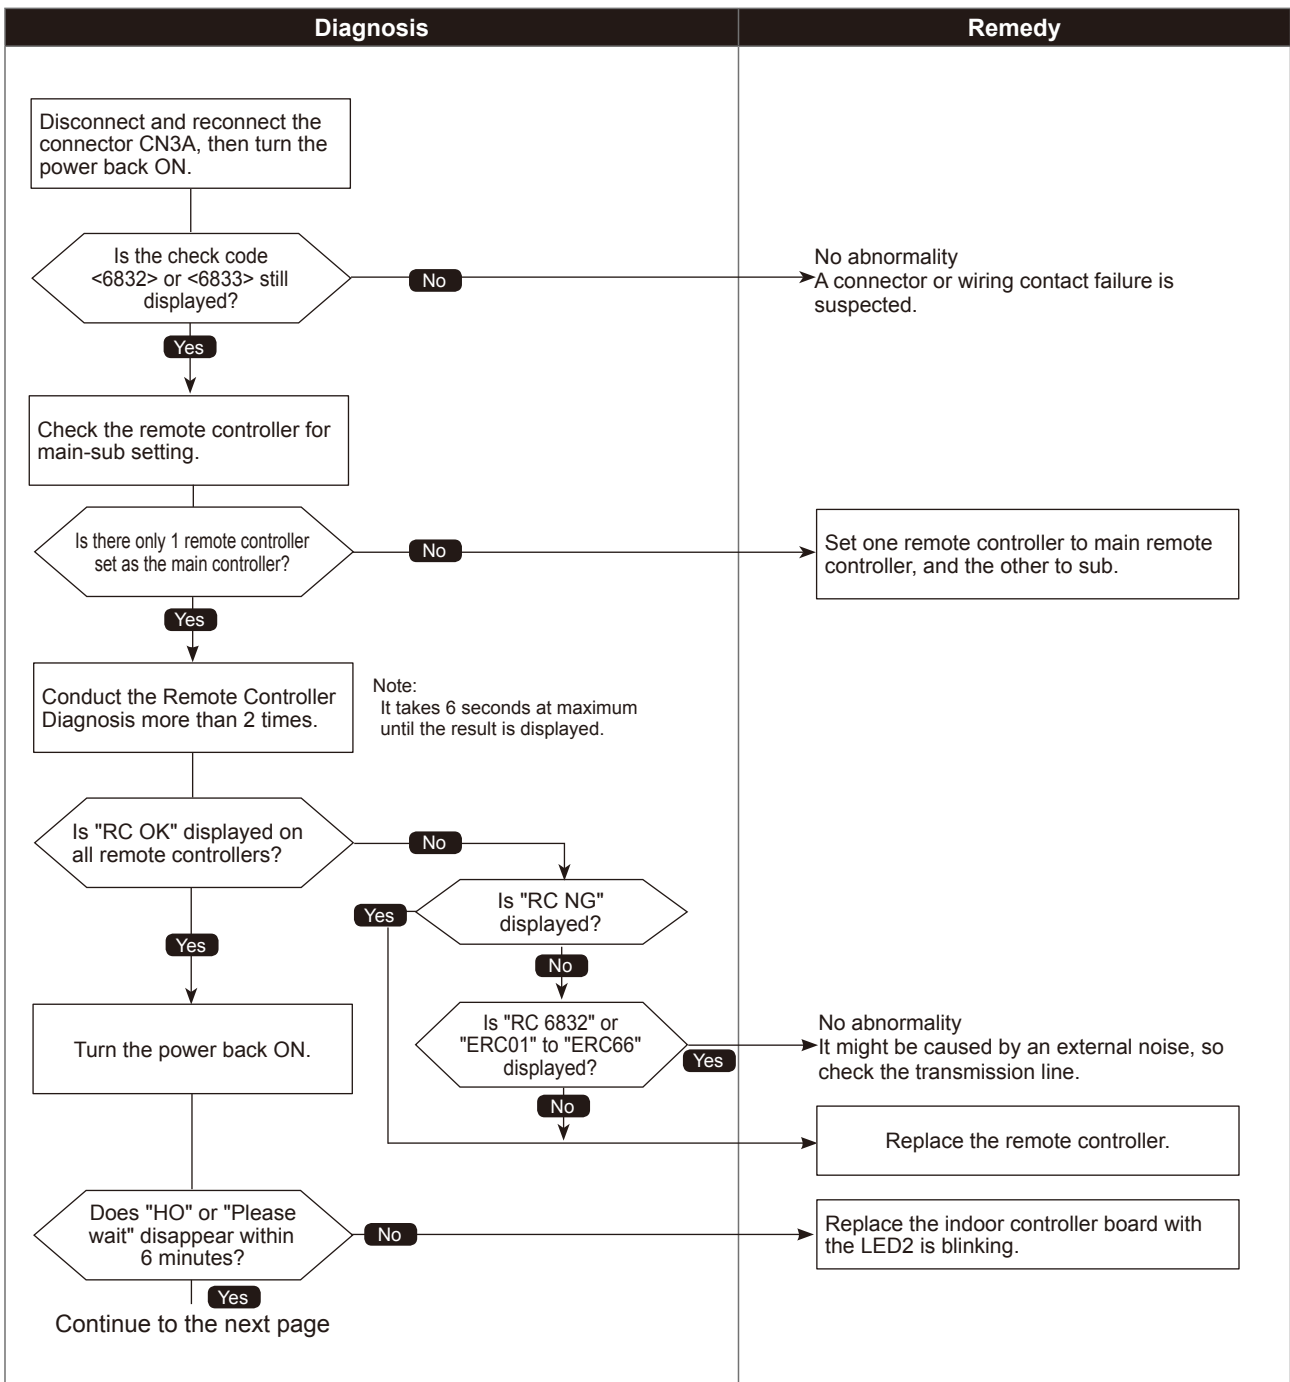 Diagnosis
Remedy
Disconnect and reconnect the
connector CN3A, then turn the
power back ON.
Is the check code
<6832> or <6833> still
displayed?
No
No abnormality
A connector or wiring contact failure is
suspected.
Yes
Check the remote controller for
main-sub setting.
Is there only 1 remote controller
set as the main controller?
No
Set one remote controller to main remote
controller, and the other to sub.
Yes
Conduct the Remote Controller
Diagnosis more than 2 times.
Note:
It takes 6 seconds at maximum
until the result is displayed.
Is "RC OK" displayed on
all remote controllers?
No
Is "RC NG"
displayed?
Yes
Yes
No
Is "RC 6832" or
"ERC01" to "ERC66"
displayed?
Yes
No abnormality
It might be caused by an external noise, so
check the transmission line.
Turn the power back ON.
No
Replace the remote controller.
Does "HO" or "Please
wait" disappear within
6 minutes?
No
Replace the indoor controller board with
the LED2 is blinking.
Yes
Continue to the next page